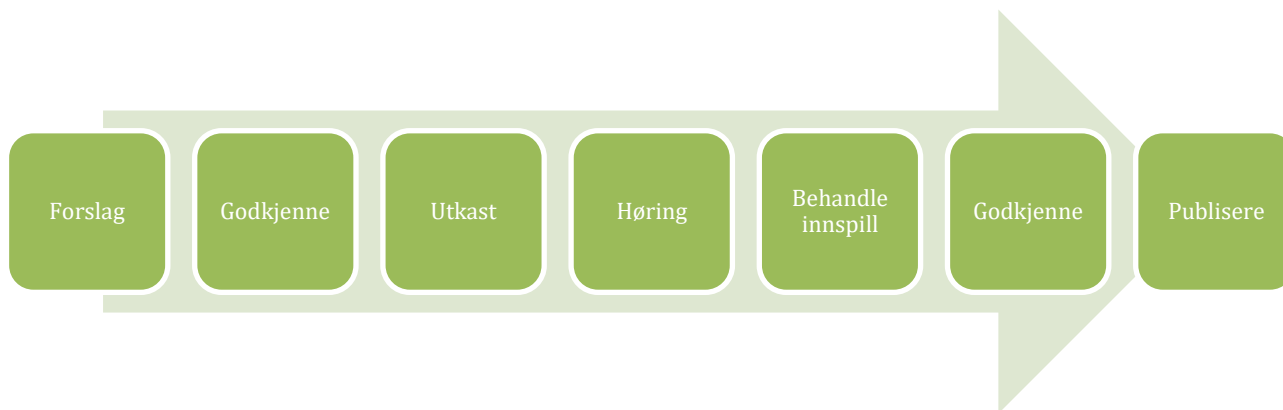 Forslag
Godkjenne
Utkast
Høring
Behandle
innspill
Godkjenne
Publisere